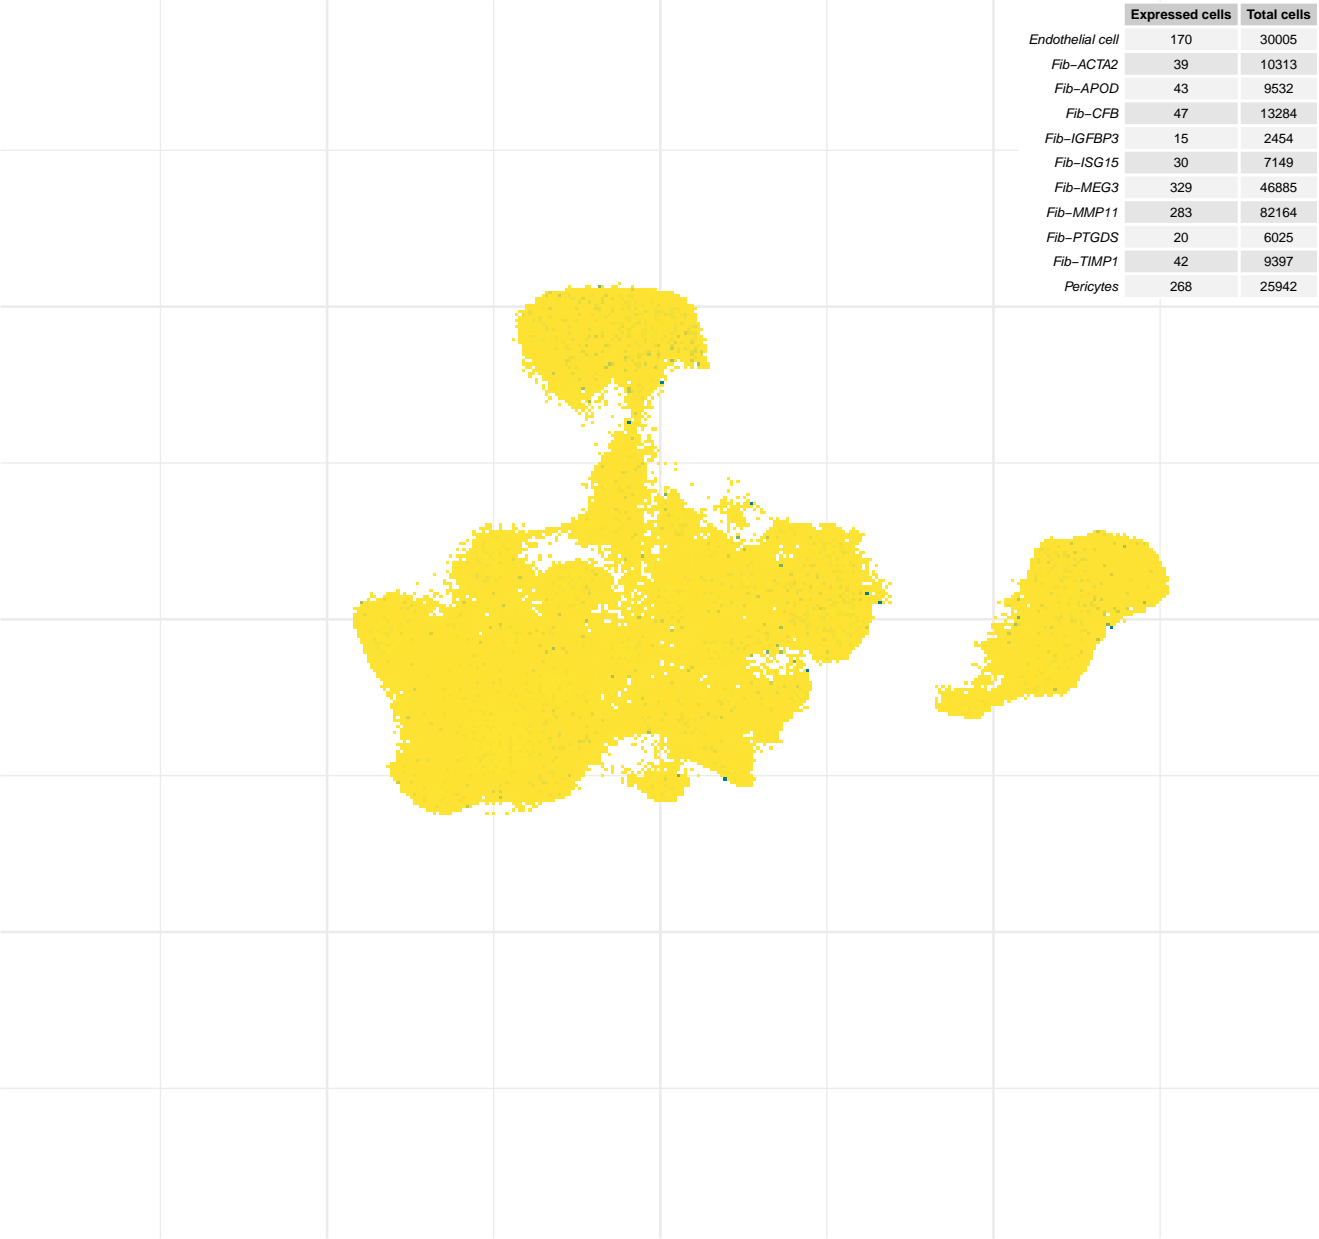 Expressed cells Total cells
Endothelial cell 170 30005
Fib−ACTA2 39 10313
Fib−APOD 43 9532
Fib−CFB 47 13284
Fib−IGFBP3 15 2454
Fib−ISG15 30 7149
Fib−MEG3 329 46885
Fib−MMP11 283 82164
Fib−PTGDS 20 6025
Fib−TIMP1 42 9397
Pericytes 268 25942